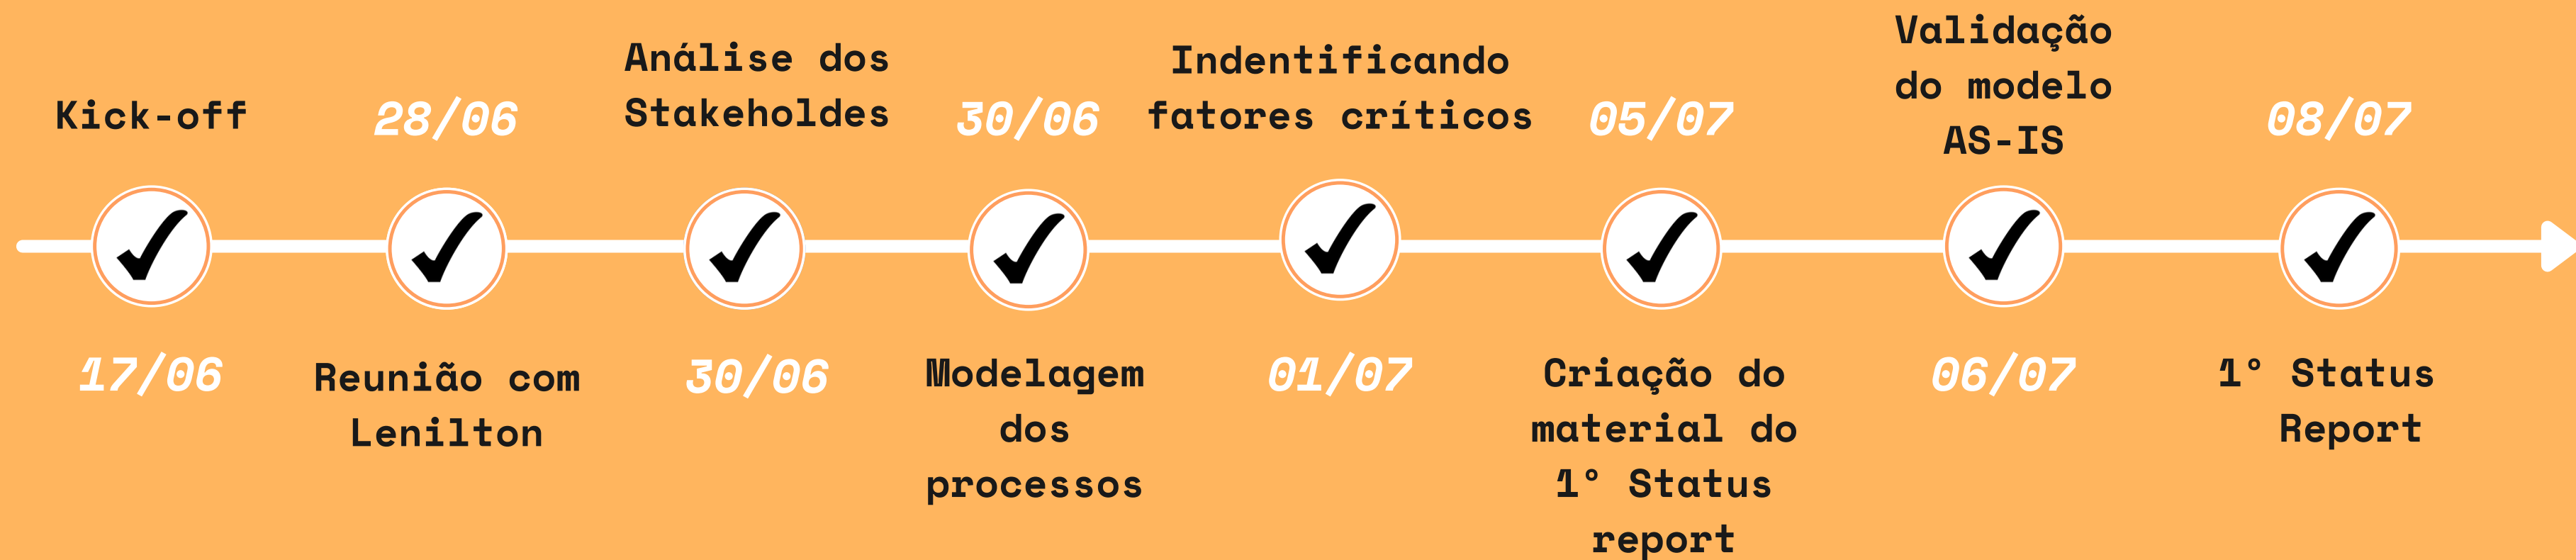 Kick-off
17/06
28/06
Reunião com
Lenilton
Análise dos
Stakeholdes
30/06
30/06
Modelagem
dos
processos
Indentificando
fatores críticos
01/07
05/07
Criação do
material do
1° Status
report
Validação
do modelo
AS-IS
06/07
08/07
1° Status
Report